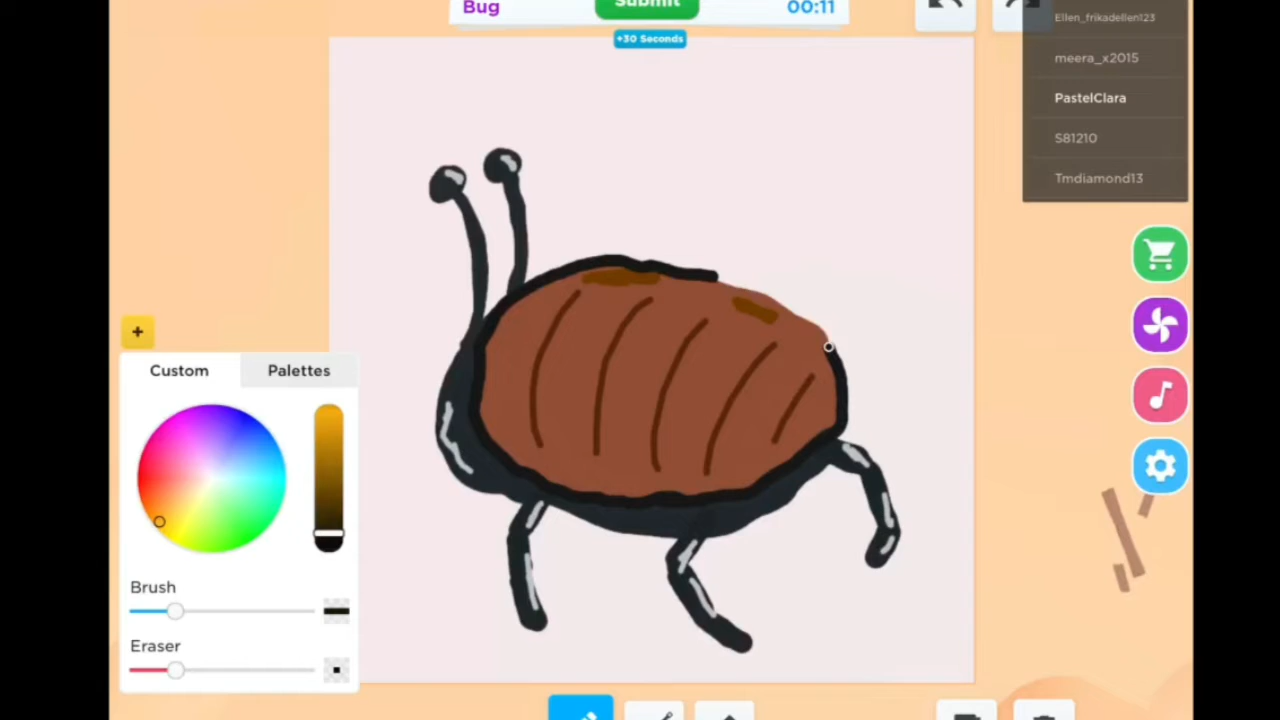 Bug
Submit
00:11
+30 Seconds
Ellen_frikadellen123
meera_x2015
PastelClara
S81210
Tmdiamond13
+
Custom
Palettes
Brush
Eraser